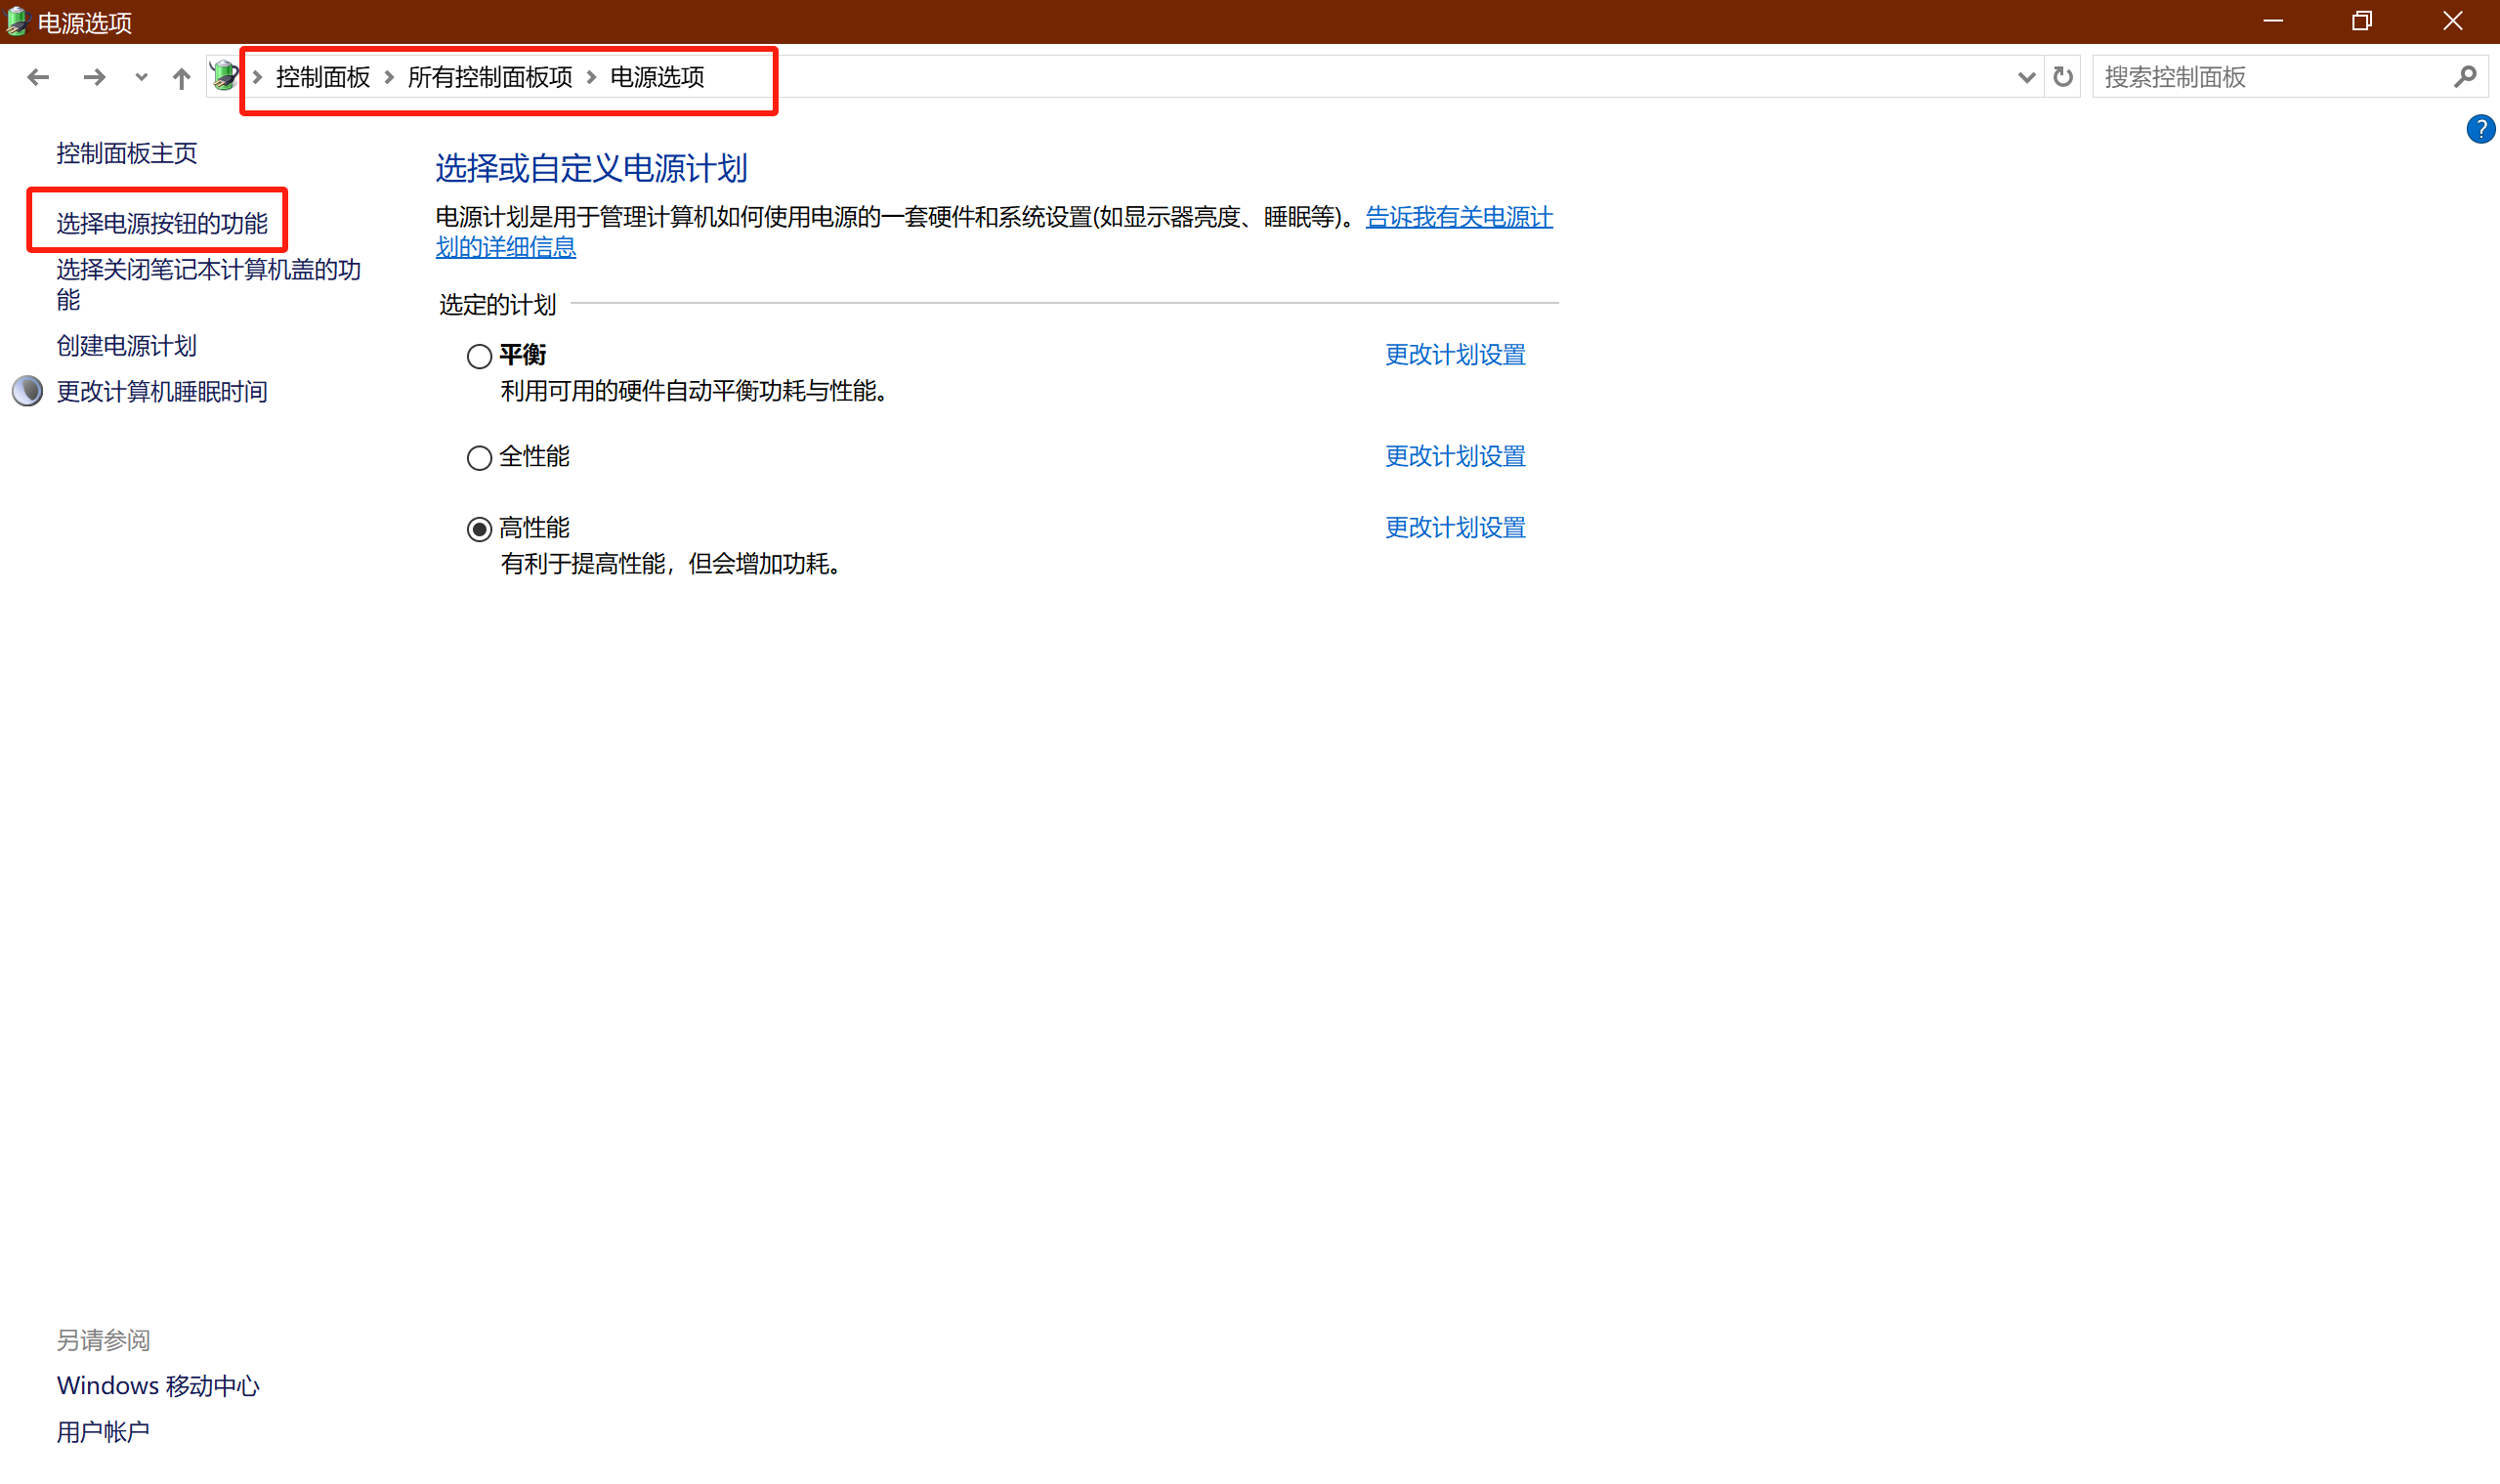 电源选项
控制面板 所有控制面板项 电源选项
搜索控制面板
控制面板主页
选择电源按钮的功能
选择关闭笔记本计算机盖的功
能
创建电源计划
更改计算机睡眠时间
选择或自定义电源计划
电源计划是用于管理计算机如何使用电源的一套硬件和系统设置(如显示器亮度、睡眠等)。告诉我有关电源计
划的详细信息
选定的计划
平衡 更改计划设置
利用可用的硬件自动平衡功耗与性能。
全性能 更改计划设置
高性能 更改计划设置
有利于提高性能，但会增加功耗。
另请参阅
Windows 移动中心
用户帐户